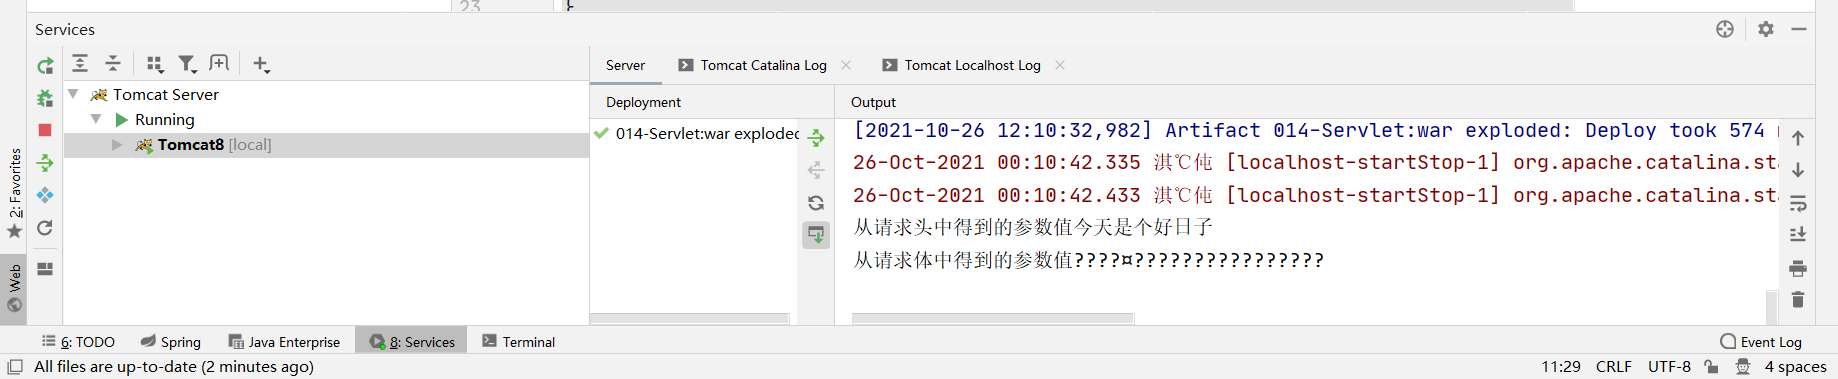 23
}
Services
Server
Tomcat Catalina Log
Tomcat Localhost Log
Tomcat Server
Running
Tomcat8 [local]
Deployment
014-Servlet:war exploded
Output
[2021-10-26 12:10:32,982] Artifact 014-Servlet:war exploded: Deploy took 574
26-Oct-2021 00:10:42.335 淇℃伅 [localhost-startStop-1] org.apache.catalina.sta
26-Oct-2021 00:10:42.433 淇℃伅 [localhost-startStop-1] org.apache.catalina.sta
从请求头中得到的参数值今天是个好日子
从请求体中得到的参数值????¤????????????????
2: Favorites
Web
6: TODO
Spring
Java Enterprise
8: Services
Terminal
Event Log
All files are up-to-date (2 minutes ago)
11:29 CRLF UTF-8 4 spaces